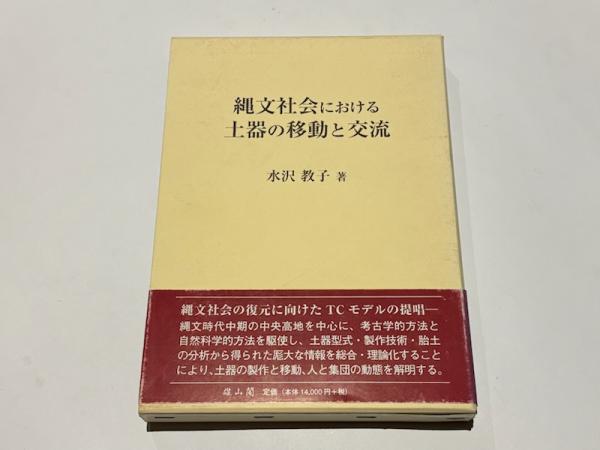 縄文社会における
土器の移動と交流
水沢 教子 著
縄文社会の復元に向けた TC モデルの提唱―
縄文時代中期の中央高地を中心に、考古学的方法と
自然科学的方法を駆使し、土器型式・製作技術・胎土
の分析から得られた厖大な情報を総合・理論化すること
により、土器の製作と移動、人と集団の動態を解明する。
雄山閣 定価（本体 14,000円＋税）